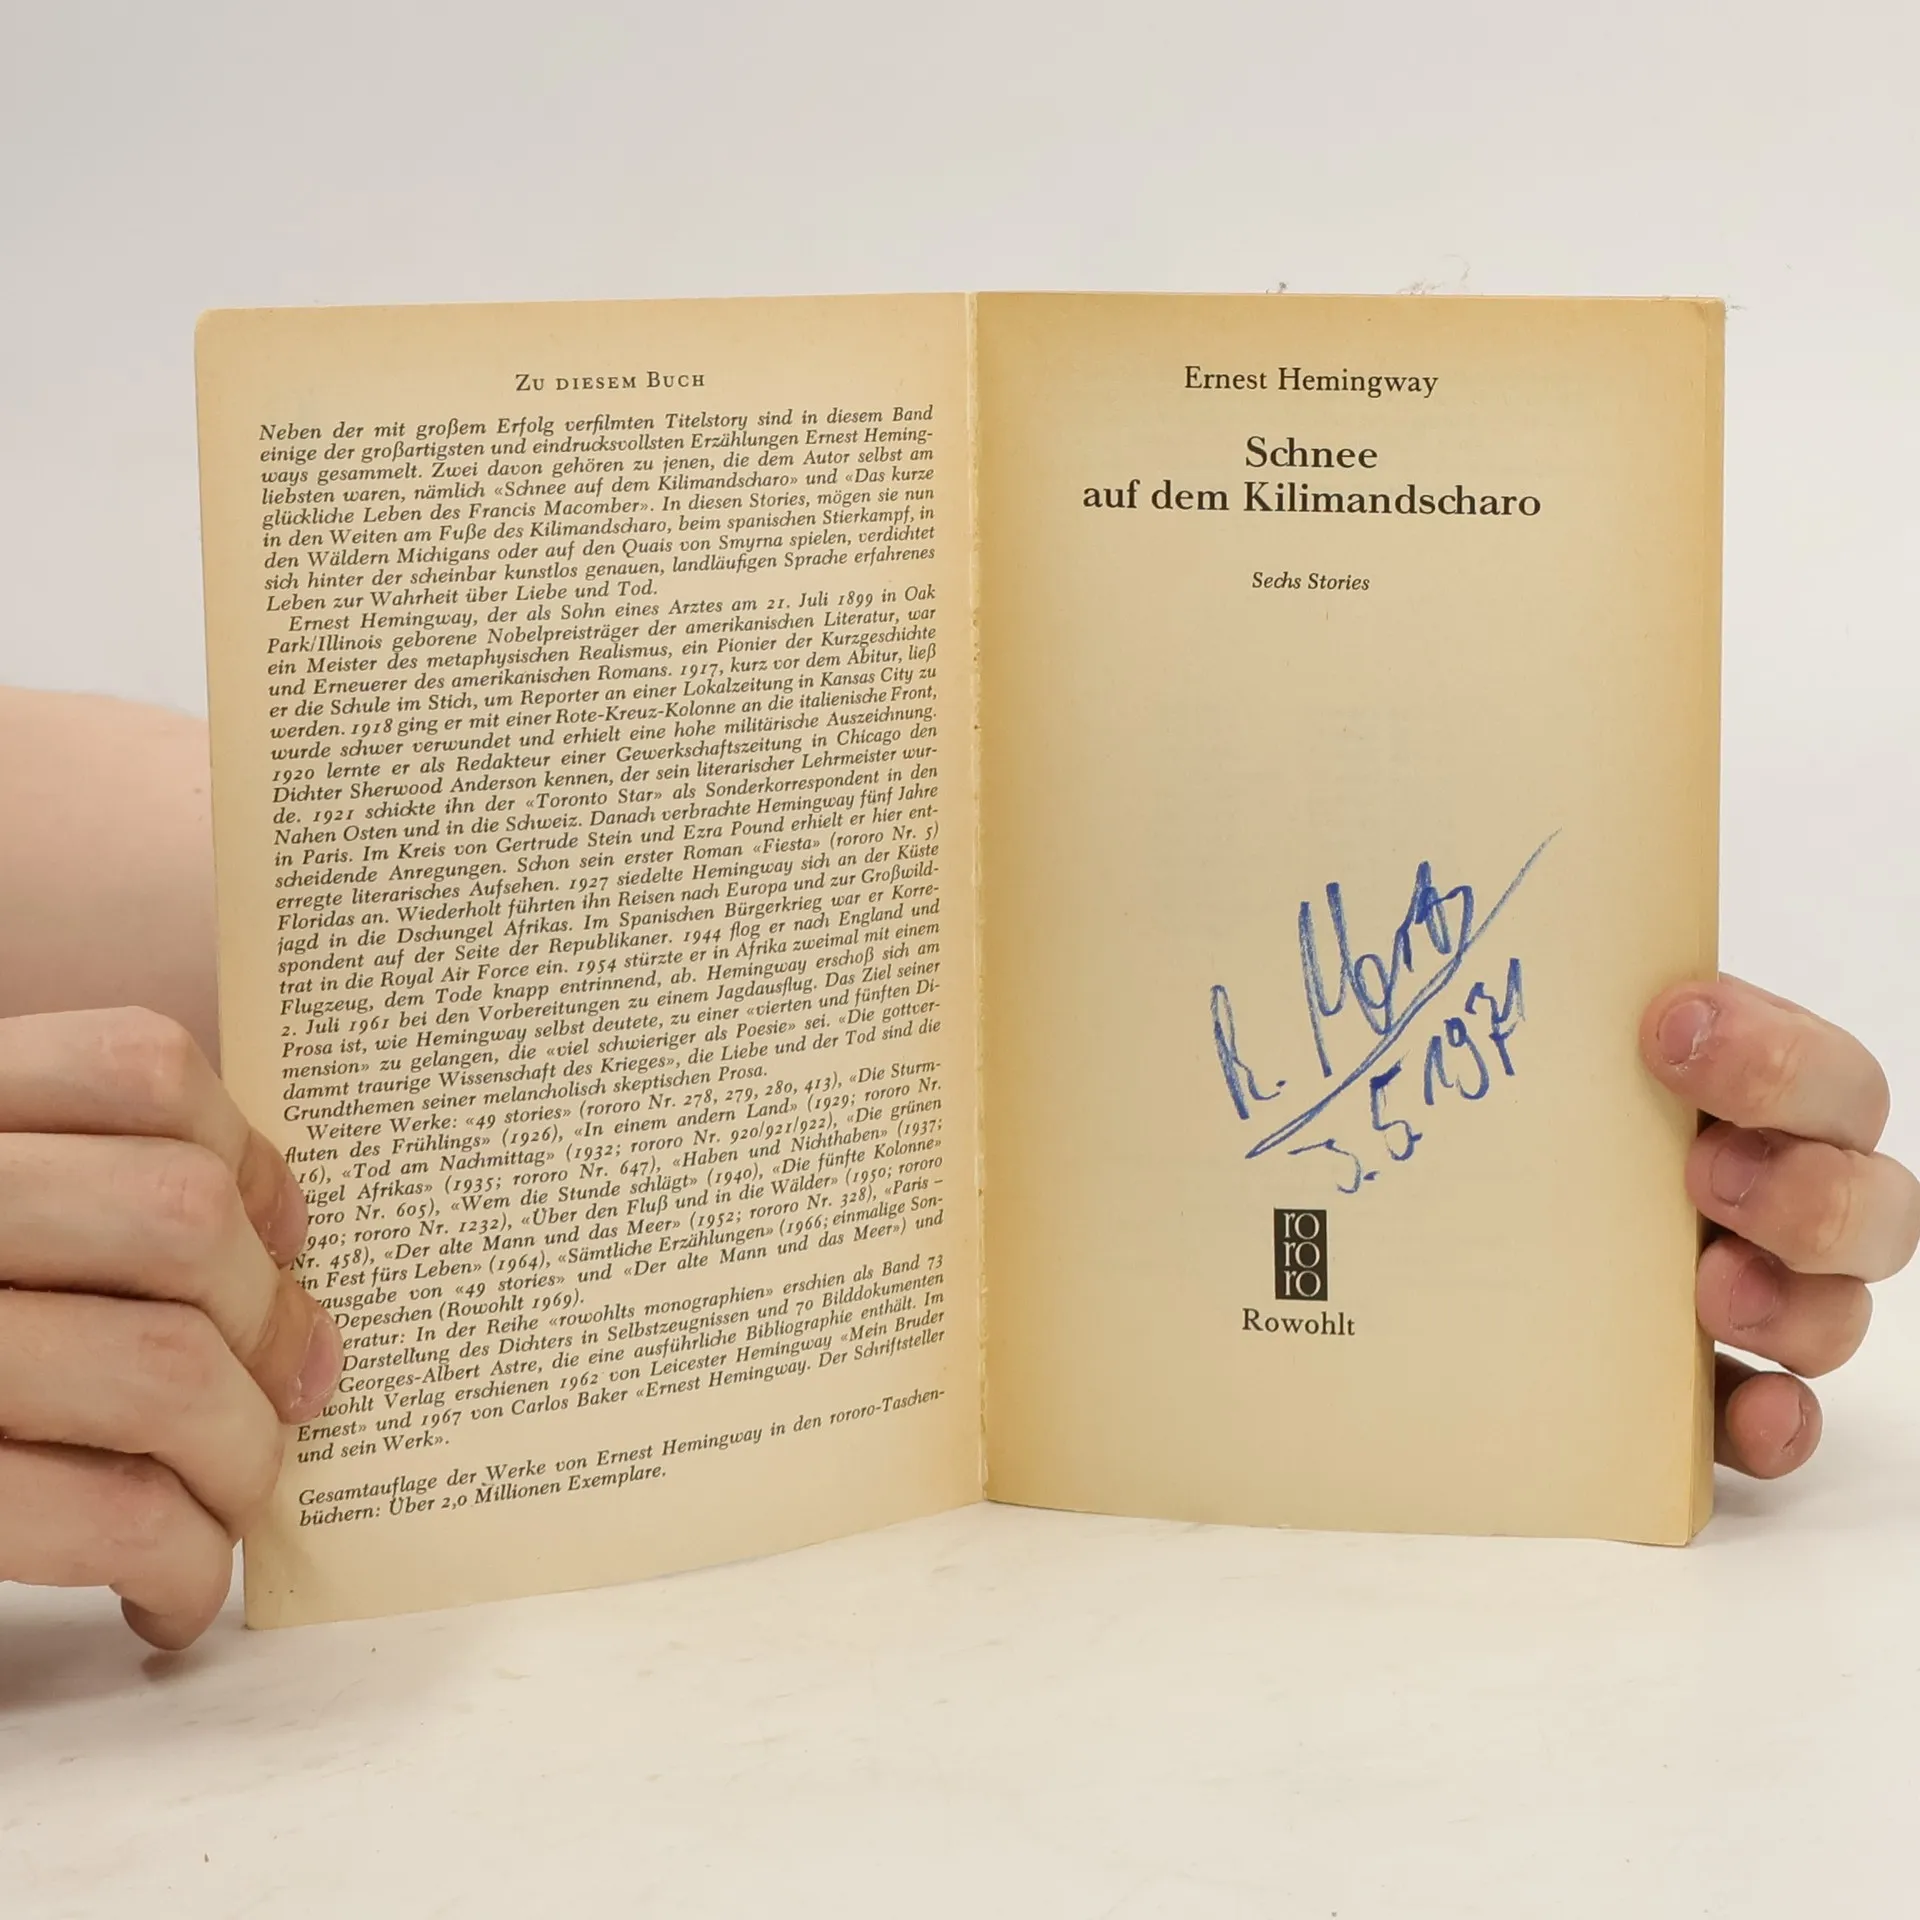 ZU DIESEM BUCH
Neben der mit großem Erfolg verfilmten Titelstory sind in diesem Band
einige der großartigsten und eindrucksvollsten Erzählungen Ernest Heming-
ways gesammelt. Zwei davon gehören zu jenen, die dem Autor selbst am
liebsten waren, nämlich «Schnee auf dem Kilimandscharo» und «Das kurze
glückliche Leben des Francis Macomber». In diesen Stories, mögen sie nun
in den Weiten am Fuße des Kilimandscharo, beim spanischen Stierkampf, in
den Wäldern Michigans oder auf den Quais von Smyrna spielen, verdichtet
sich hinter der scheinbar kunstlos genauen, landläufigen Sprache erfahrenes
Leben zur Wahrheit über Liebe und Tod.
Ernest Hemingway, der als Sohn eines Arztes am 21. Juli 1899 in Oak
Park/Illinois geborene Nobelpreisträger der amerikanischen Literatur, war
ein Meister des metaphysischen Realismus, ein Pionier der Kurzgeschichte
und Erneuerer des amerikanischen Romans. 1917, kurz vor dem Abitur, ließ
er die Schule im Stich, um Reporter an einer Lokalzeitung in Kansas City zu
werden. 1918 ging er mit einer Rote-Kreuz-Kolonne an die italienische Front,
wurde schwer verwundet und erhielt eine hohe militärische Auszeichnung.
1920 lernte er als Redakteur einer Gewerkschaftszeitung in Chicago den
Dichter Sherwood Anderson kennen, der sein literarischer Lehrmeister wur-
de. 1921 schickte ihn der «Toronto Star» als Sonderkorrespondent in den
Nahen Osten und in die Schweiz. Danach verbrachte Hemingway fünf Jahre
in Paris. Im Kreis von Gertrude Stein und Ezra Pound erhielt er hier ent-
scheidende Anregungen. Schon sein erster Roman «Fiesta» (rororo Nr. 5)
erregte literarisches Aufsehen. 1927 siedelte Hemingway sich an der Küste
Floridas an. Wiederholt führten ihn Reisen nach Europa und zur Großwild-
jagd in die Dschungel Afrikas. Im Spanischen Bürgerkrieg war er Korre-
spondent auf der Seite der Republikaner. 1944 flog er nach England und
trat in die Royal Air Force ein. 1954 stürzte er in Afrika zweimal mit einem
Flugzeug, dem Tode knapp entrinnend, ab. Hemingway erschoß sich am
2. Juli 1961 bei den Vorbereitungen zu einem Jagdausflug. Das Ziel seiner
Prosa ist, wie Hemingway selbst deutete, zu einer «vierten und fünften Di-
mension» zu gelangen, die «viel schwieriger als Poesie» sei. «Die gottver-
dammt traurige Wissenschaft des Krieges», die Liebe und der Tod sind die
Grundthemen seiner melancholisch skeptischen Prosa.
Weitere Werke: «49 stories» (rororo Nr. 278, 279, 280, 413), «Die Sturm-
fluten des Frühlings» (1926), «In einem andern Land» (1929; rororo Nr.
16), «Tod am Nachmittag» (1932; rororo Nr. 920/921/922), «Die grünen
ügel Afrikas» (1935; rororo Nr. 647), «Haben und Nichthaben» (1937;
roro Nr. 605), «Wem die Stunde schlägt» (1940), «Die fünfte Kolonne»
940; rororo Nr. 1232), «Über den Fluß und in die Wälder» (1950; rororo
Nr. 458), «Der alte Mann und das Meer» (1952; rororo Nr. 328), «Paris –
in Fest fürs Leben» (1964), «Sämtliche Erzählungen» (1966; einmalige Son-
rausgabe von «49 stories» und «Der alte Mann und das Meer») und
Depeschen (Rowohlt 1969).
eratur: In der Reihe «rowohlts monographien» erschien als Band 73
Darstellung des Dichters in Selbstzeugnissen und 70 Bilddokumenten
Georges-Albert Astre, die eine ausführliche Bibliographie enthält. Im
wohlt Verlag erschienen 1962 von Leicester Hemingway «Mein Bruder
Ernest» und 1967 von Carlos Baker «Ernest Hemingway. Der Schriftsteller
und sein Werk».
Gesamtauflage der Werke von Ernest Hemingway in den rororo-Taschen-
büchern: Über 2,0 Millionen Exemplare.
Ernest Hemingway
Schnee
auf dem Kilimandscharo
Sechs Stories
R.
3.5.1971
ro
ro
ro
Rowohlt